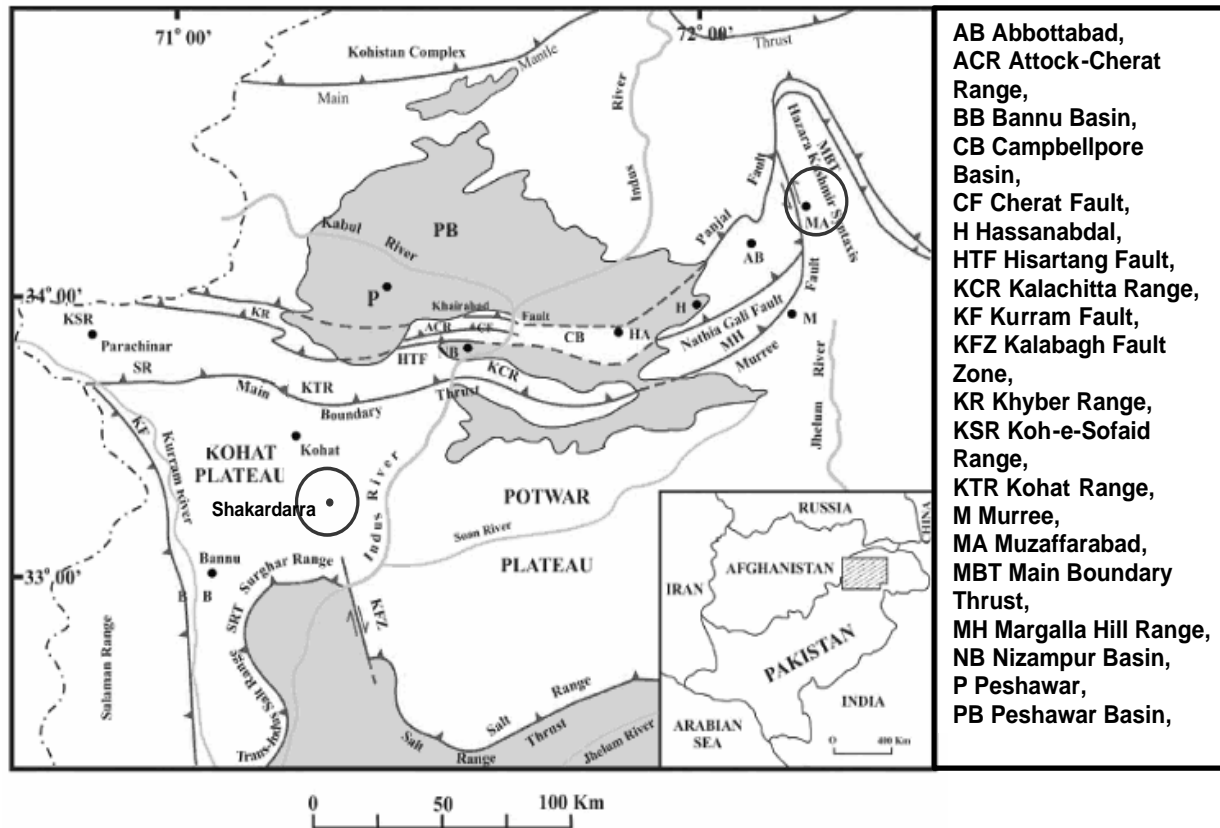 71° 00'
72° 00'
Kohistan Complex
Main
Mantle
Thrust
River
Indus
Hazara Kashmir Syntaxis
MBT
Fault
Panjal
MA
AB
Kabul
River
PB
P
34° 00'
KSR
Parachinar
SR
KR
Khairabad
Fault
ACR
CF
HTF
NB
CB
HA
H
Nathia Gali Fault
MH
Murree
Fault
M
KCR
Main
KTR
Boundary
Thrust
River
Jhelum
KF
Kurram River
KOHAT
PLATEAU
Kohat
Shakardarra
Indus River
POTWAR
PLATEAU
Soan River
Bannu
B B
33° 00'
Surghar Range
SRT
KFZ
Sulaman Range
Trans-Indus Salt Range
Salt
Range
Salt
Range
Thrust
Jhelum River
RUSSIA
CHINA
AFGHANISTAN
IRAN
PAKISTAN
INDIA
ARABIAN
SEA
O 400 Km
0 50 100 Km
AB Abbottabad,
ACR Attock-Cherat
Range,
BB Bannu Basin,
CB Campbellpore
Basin,
CF Cherat Fault,
H Hassanabdal,
HTF Hisartang Fault,
KCR Kalachitta Range,
KF Kurram Fault,
KFZ Kalabagh Fault
Zone,
KR Khyber Range,
KSR Koh-e-Sofaid
Range,
KTR Kohat Range,
M Murree,
MA Muzaffarabad,
MBT Main Boundary
Thrust,
MH Margalla Hill Range,
NB Nizampur Basin,
P Peshawar,
PB Peshawar Basin,